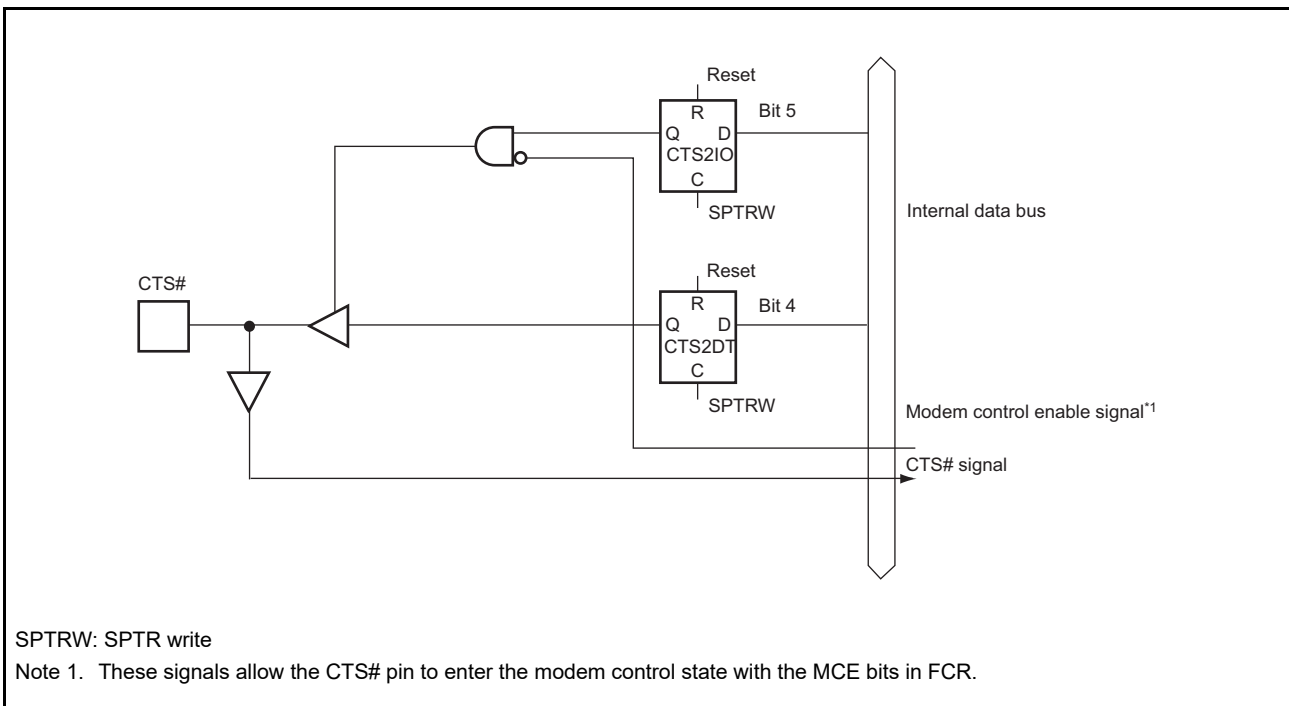 Reset
R
Bit 5
Q D
CTS2IO
C
SPTRW
Internal data bus
Reset
CTS#
R
Bit 4
Q D
CTS2DT
C
SPTRW
Modem control enable signal*1
CTS# signal
SPTRW: SPTR write
Note 1. These signals allow the CTS# pin to enter the modem control state with the MCE bits in FCR.